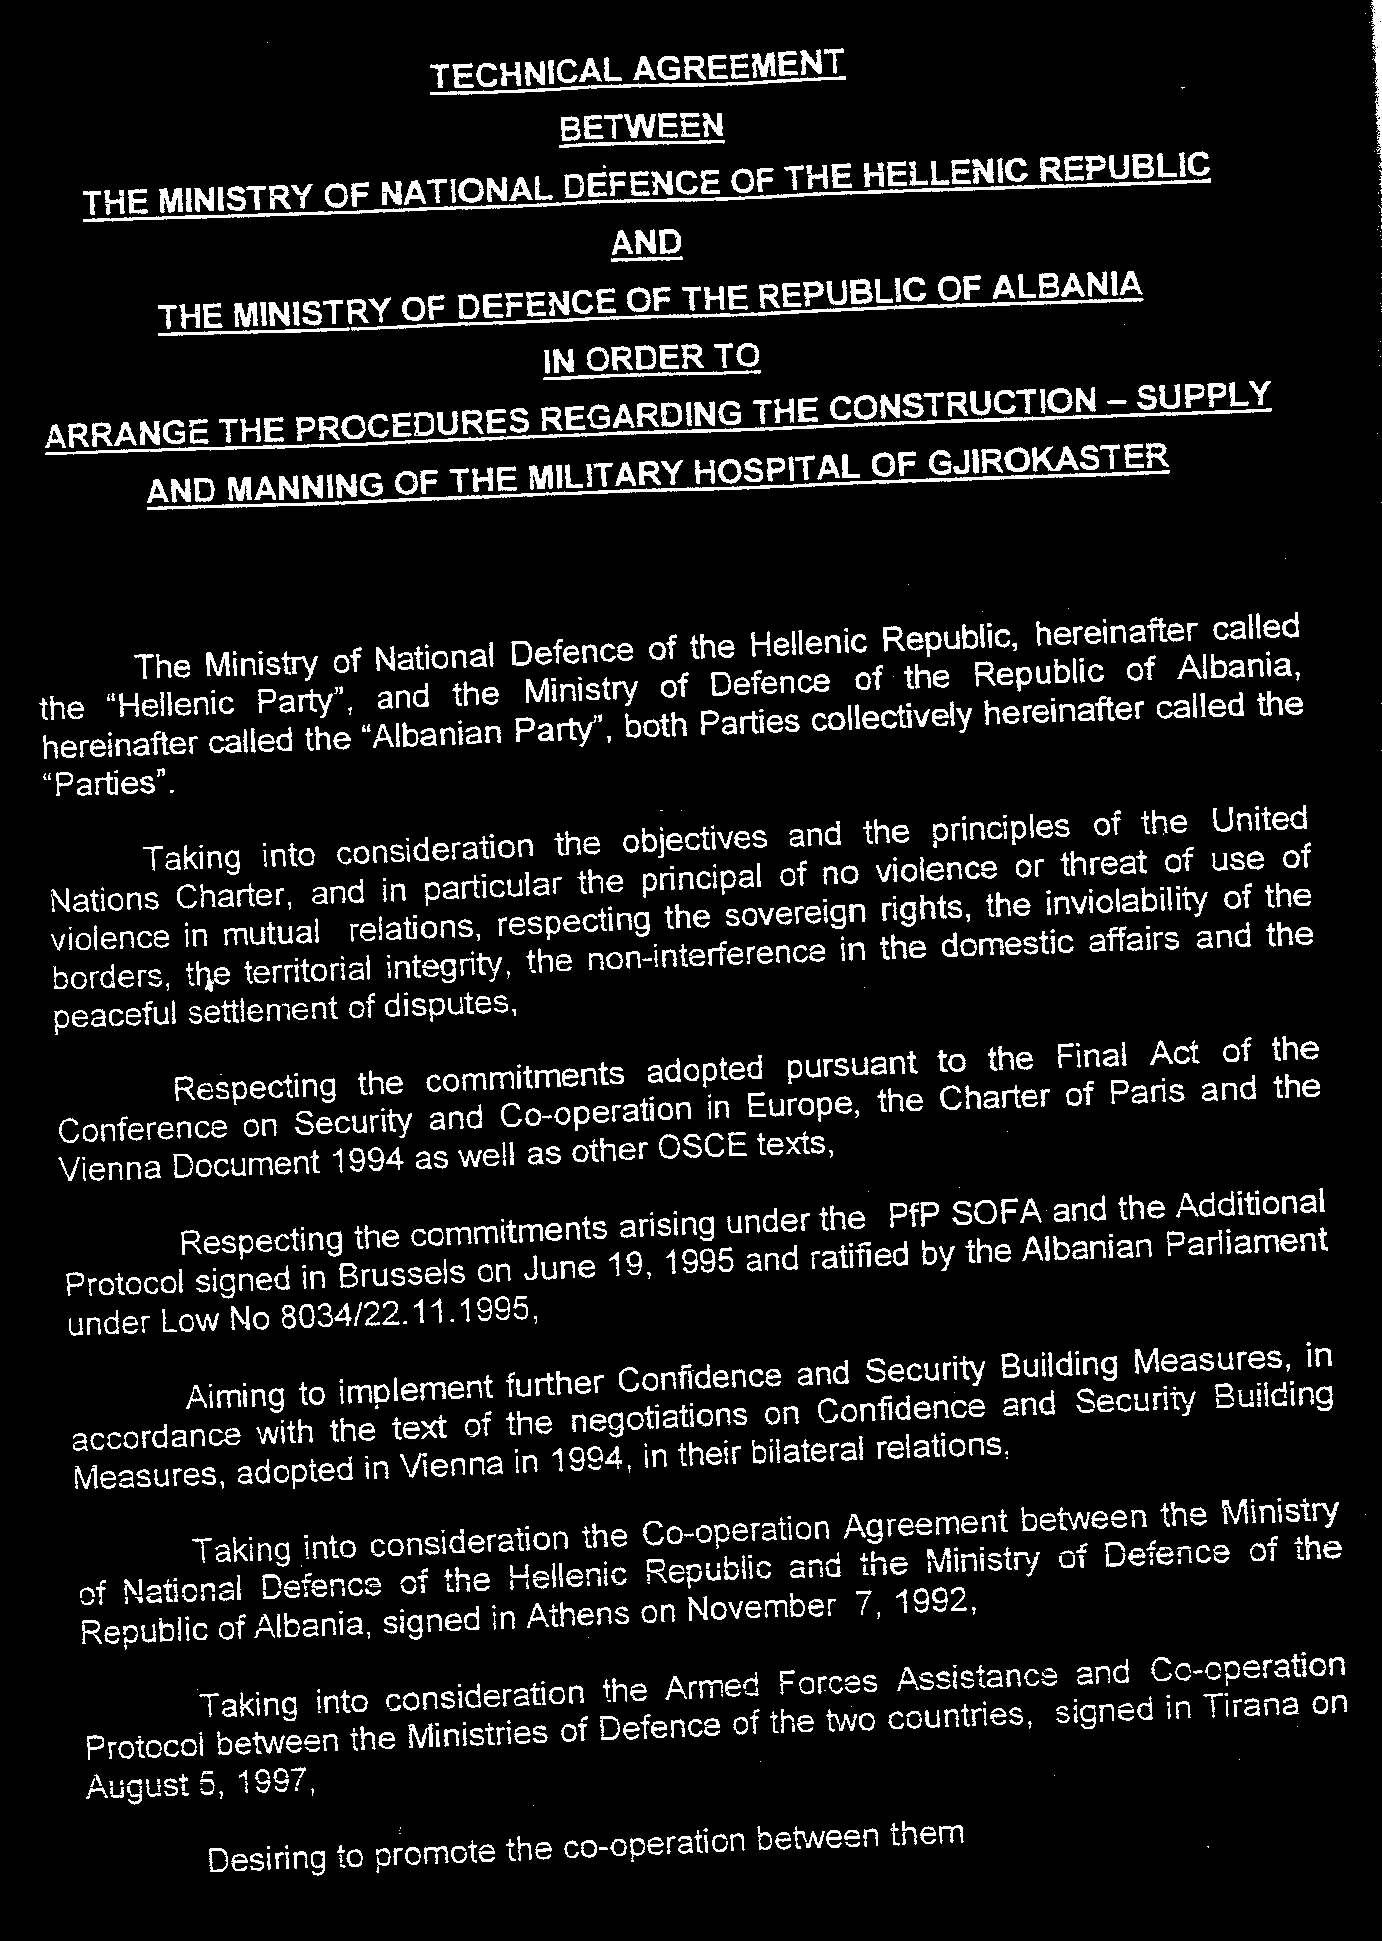 TECHNICAL AGREEMENT
BETWEEN
THE MINISTRY OF NATIONAL DEFENCE OF THE HELLENIC REPUBLIC
AND
THE MINISTRY OF DEFENCE OF THE REPUBLIC OF ALBANIA
IN ORDER TO
ARRANGE THE PROCEDURES REGARDING THE CONSTRUCTION – SUPPLY
AND MANNING OF THE MILITARY HOSPITAL OF GJIROKASTER
The Ministry of National Defence of the Hellenic Republic, hereinafter called
the “Hellenic Party”, and the Ministry of Defence of the Republic of Albania,
hereinafter called the “Albanian Party”, both Parties collectively hereinafter called the
“Parties”.
Taking into consideration the objectives and the principles of the United
Nations Charter, and in particular the principal of no violence or threat of use of
violence in mutual relations, respecting the sovereign rights, the inviolability of the
borders, the territorial integrity, the non-interference in the domestic affairs and the
peaceful settlement of disputes,
Respecting the commitments adopted pursuant to the Final Act of the
Conference on Security and Co-operation in Europe, the Charter of Paris and the
Vienna Document 1994 as well as other OSCE texts,
Respecting the commitments arising under the PfP SOFA and the Additional
Protocol signed in Brussels on June 19, 1995 and ratified by the Albanian Parliament
under Low No 8034/22.11.1995,
Aiming to implement further Confidence and Security Building Measures, in
accordance with the text of the negotiations on Confidence and Security Building
Measures, adopted in Vienna in 1994, in their bilateral relations,
Taking into consideration the Co-operation Agreement between the Ministry
of National Defence of the Hellenic Republic and the Ministry of Defence of the
Republic of Albania, signed in Athens on November 7, 1992,
Taking into consideration the Armed Forces Assistance and Co-operation
Protocol between the Ministries of Defence of the two countries, signed in Tirana on
August 5, 1997,
Desiring to promote the co-operation between them